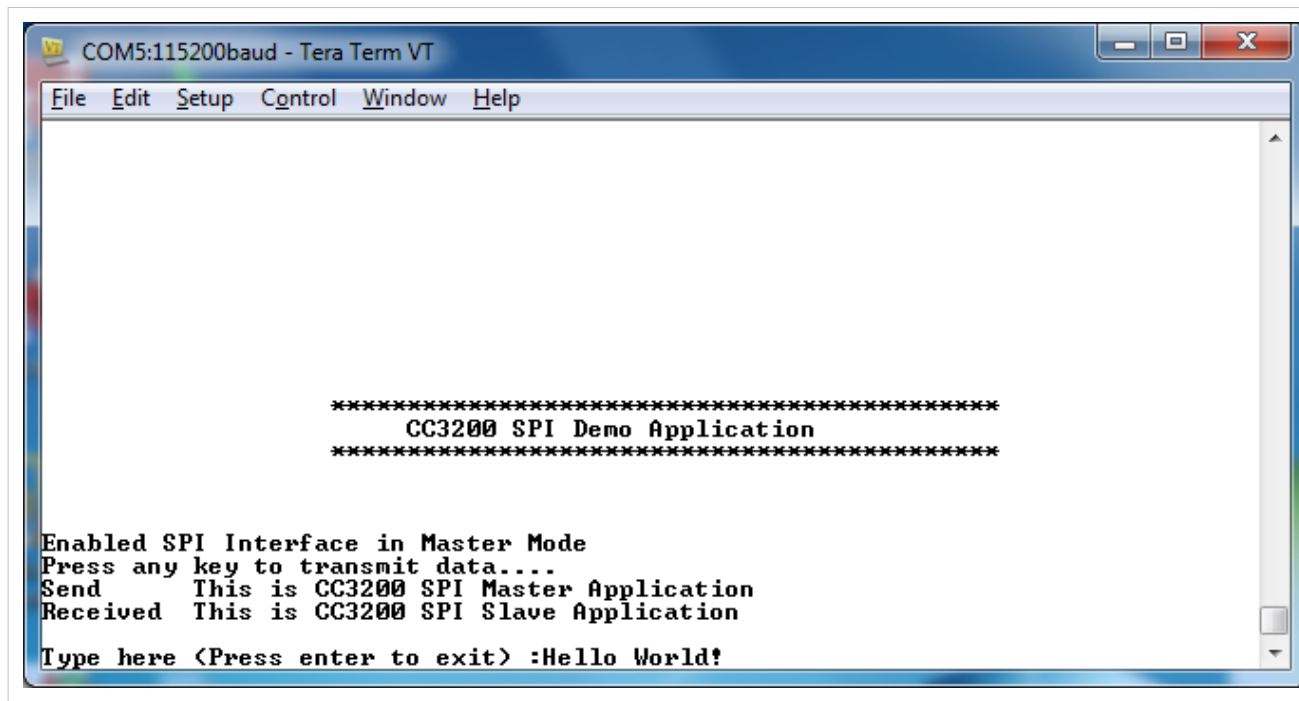 COM5:115200baud - Tera Term VT
File Edit Setup Control Window Help
*******************************************
CC3200 SPI Demo Application
*******************************************
Enabled SPI Interface in Master Mode
Press any key to transmit data....
Send      This is CC3200 SPI Master Application
Received  This is CC3200 SPI Slave Application
Type here (Press enter to exit) :Hello World!